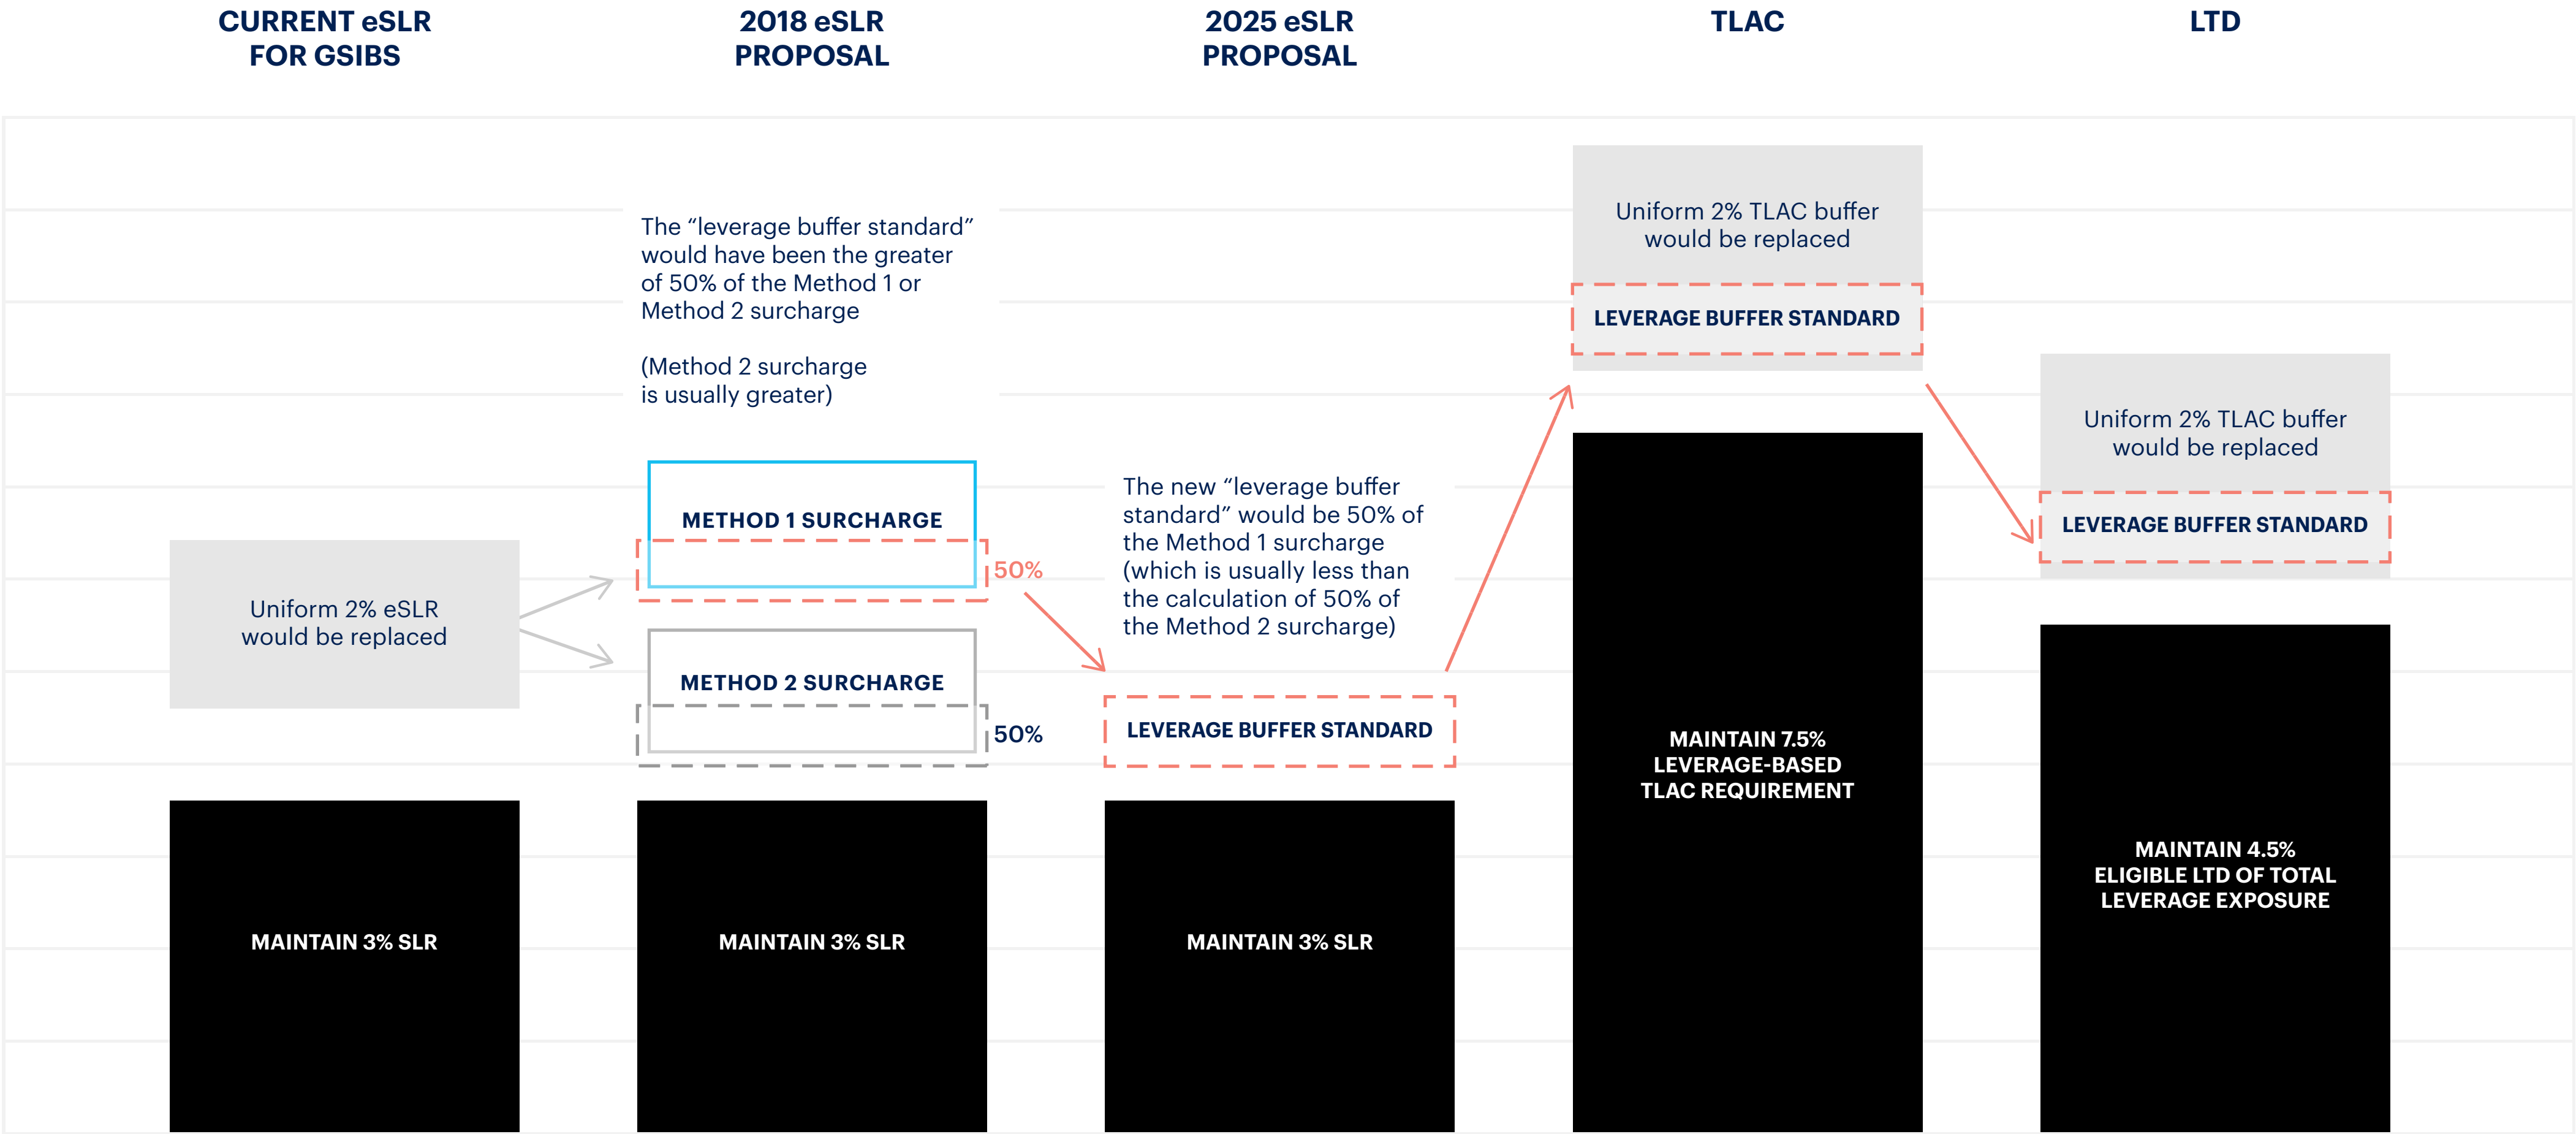 CURRENT eSLR
FOR GSIBS
2018 eSLR
PROPOSAL
2025 eSLR
PROPOSAL
TLAC
LTD
Uniform 2% eSLR
would be replaced
MAINTAIN 3% SLR
The “leverage buffer standard”
would have been the greater
of 50% of the Method 1 or
Method 2 surcharge
(Method 2 surcharge
is usually greater)
METHOD 1 SURCHARGE
50%
METHOD 2 SURCHARGE
50%
MAINTAIN 3% SLR
The new “leverage buffer
standard” would be 50% of
the Method 1 surcharge
(which is usually less than
the calculation of 50% of
the Method 2 surcharge)
LEVERAGE BUFFER STANDARD
MAINTAIN 3% SLR
Uniform 2% TLAC buffer
would be replaced
LEVERAGE BUFFER STANDARD
MAINTAIN 7.5%
LEVERAGE-BASED
TLAC REQUIREMENT
Uniform 2% TLAC buffer
would be replaced
LEVERAGE BUFFER STANDARD
MAINTAIN 4.5%
ELIGIBLE LTD OF TOTAL
LEVERAGE EXPOSURE